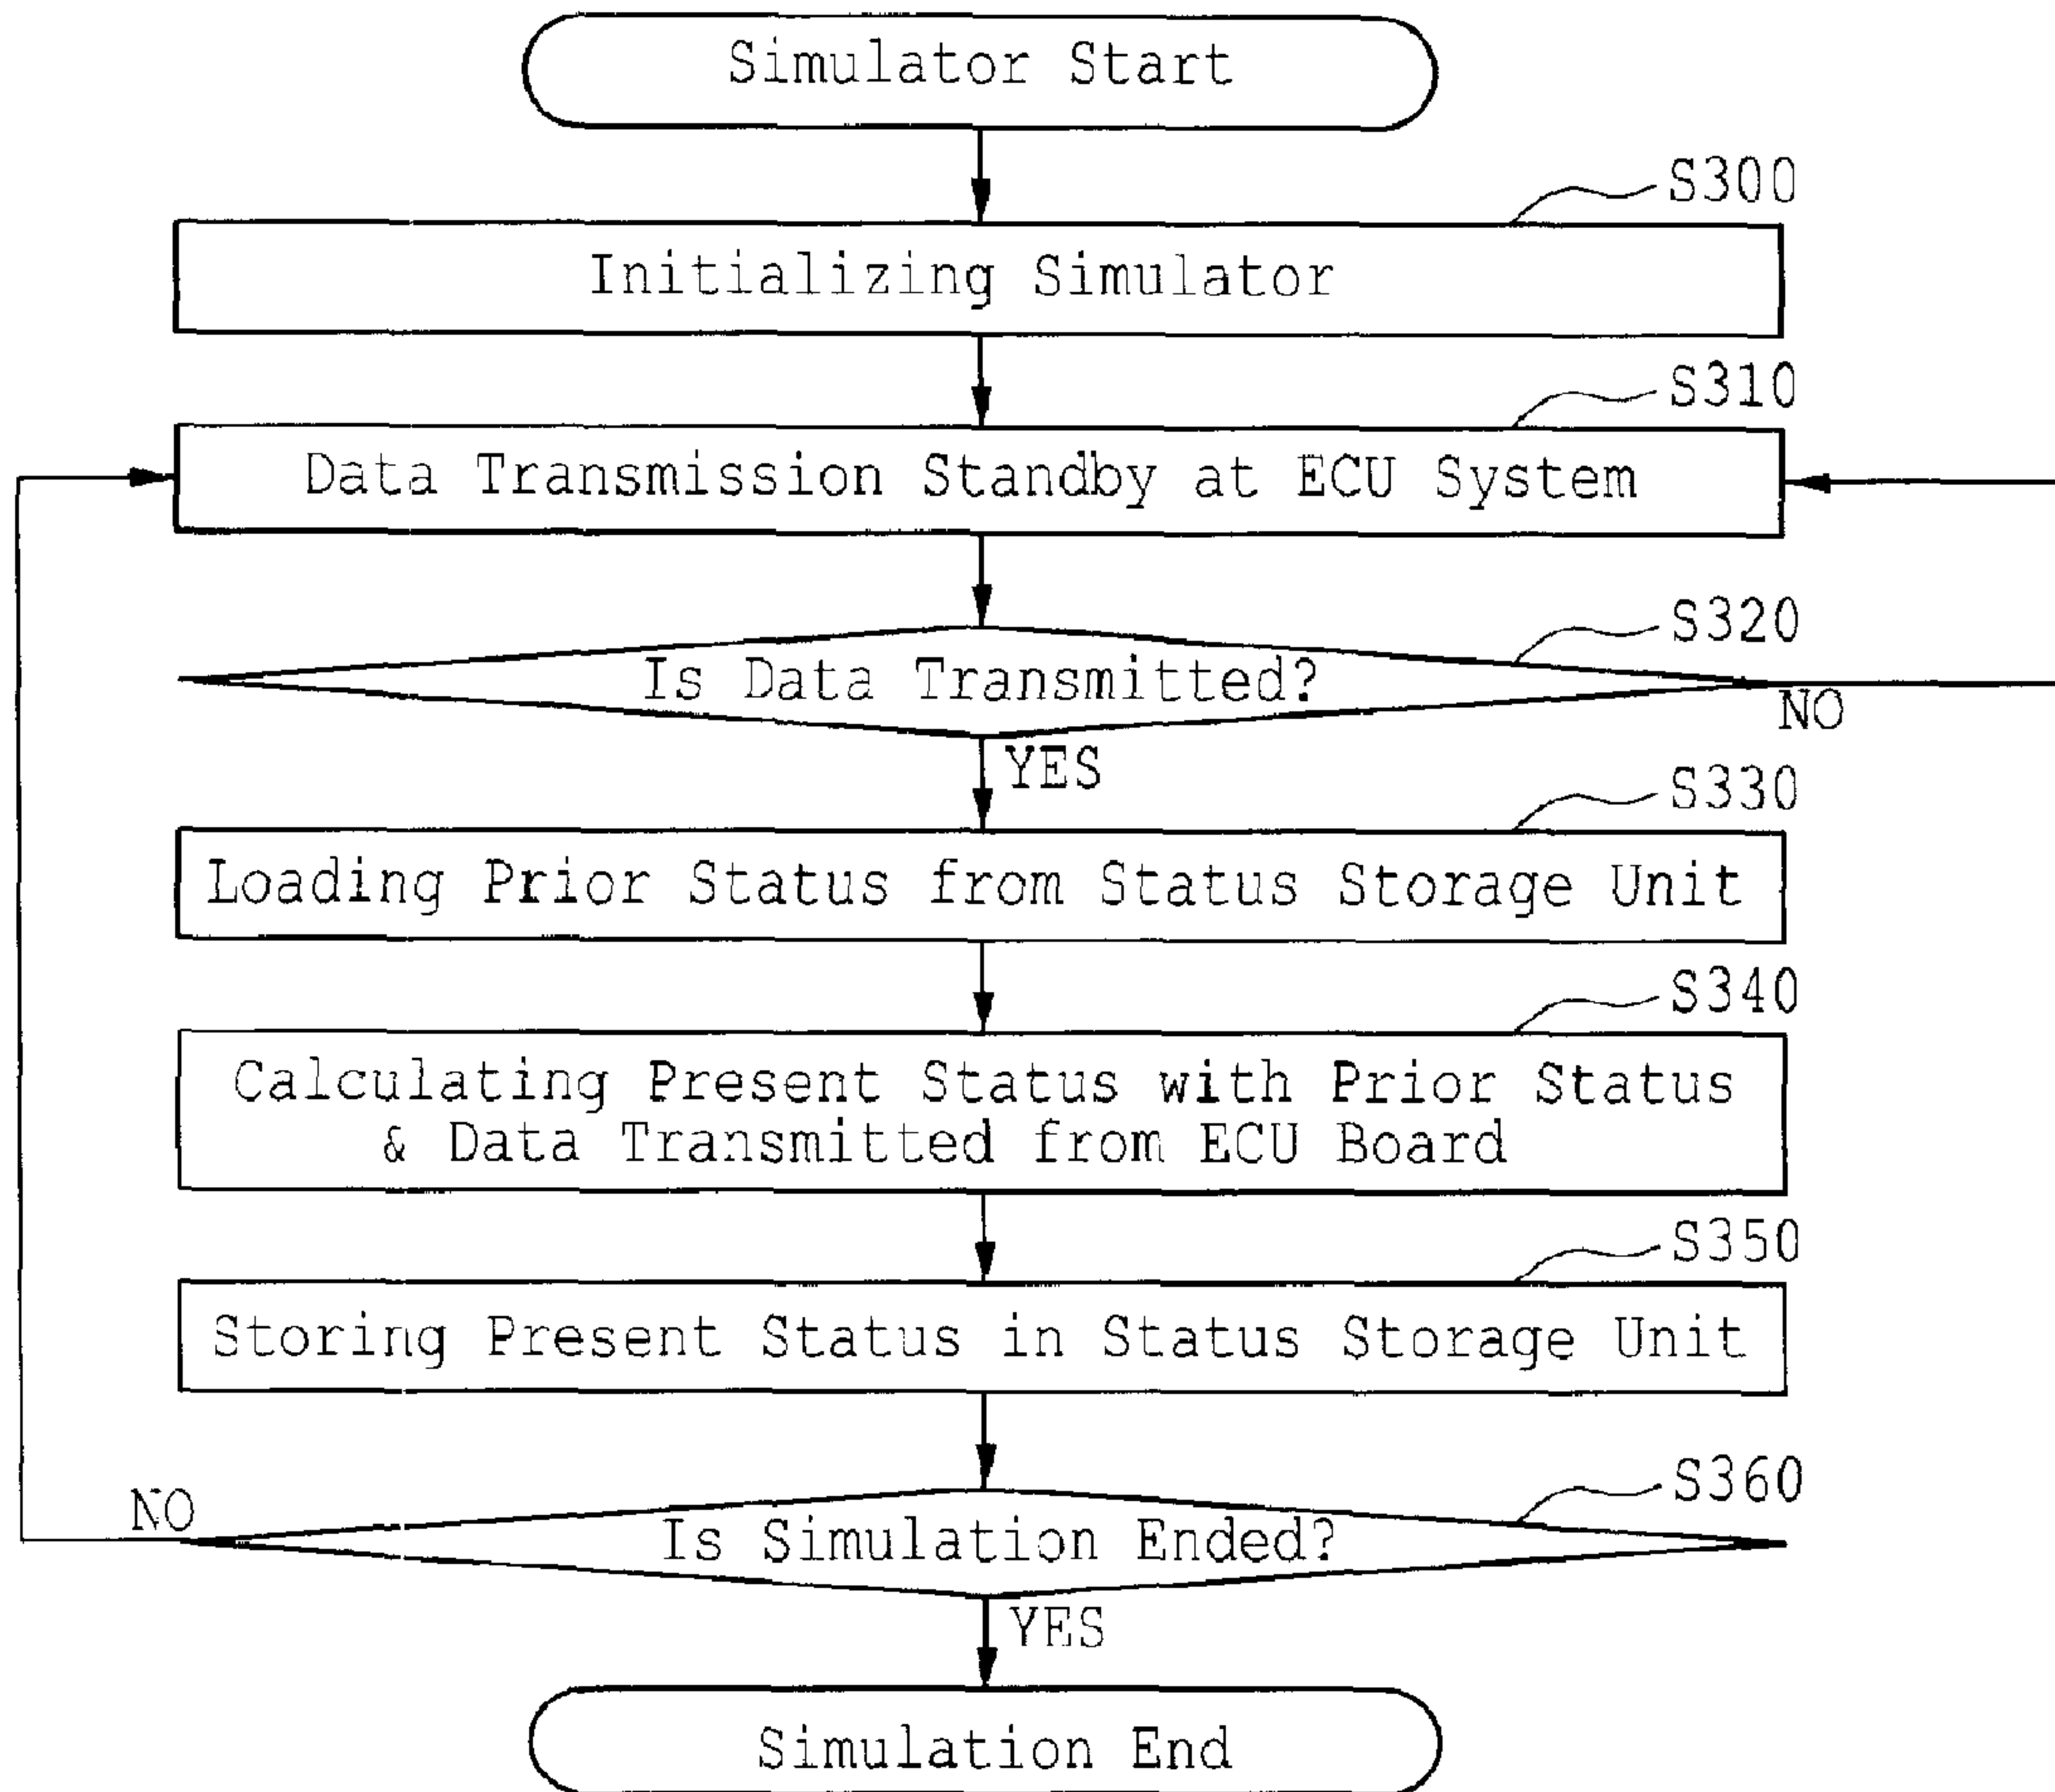 Simulator Start
S300
Initializing Simulator
S310
Data Transmission Standby at ECU System
S320
Is Data Transmitted?
NO
YES
S330
Loading Prior Status from Status Storage Unit
S340
Calculating Present Status with Prior Status
& Data Transmitted from ECU Board
S350
Storing Present Status in Status Storage Unit
S360
NO
Is Simulation Ended?
YES
Simulation End